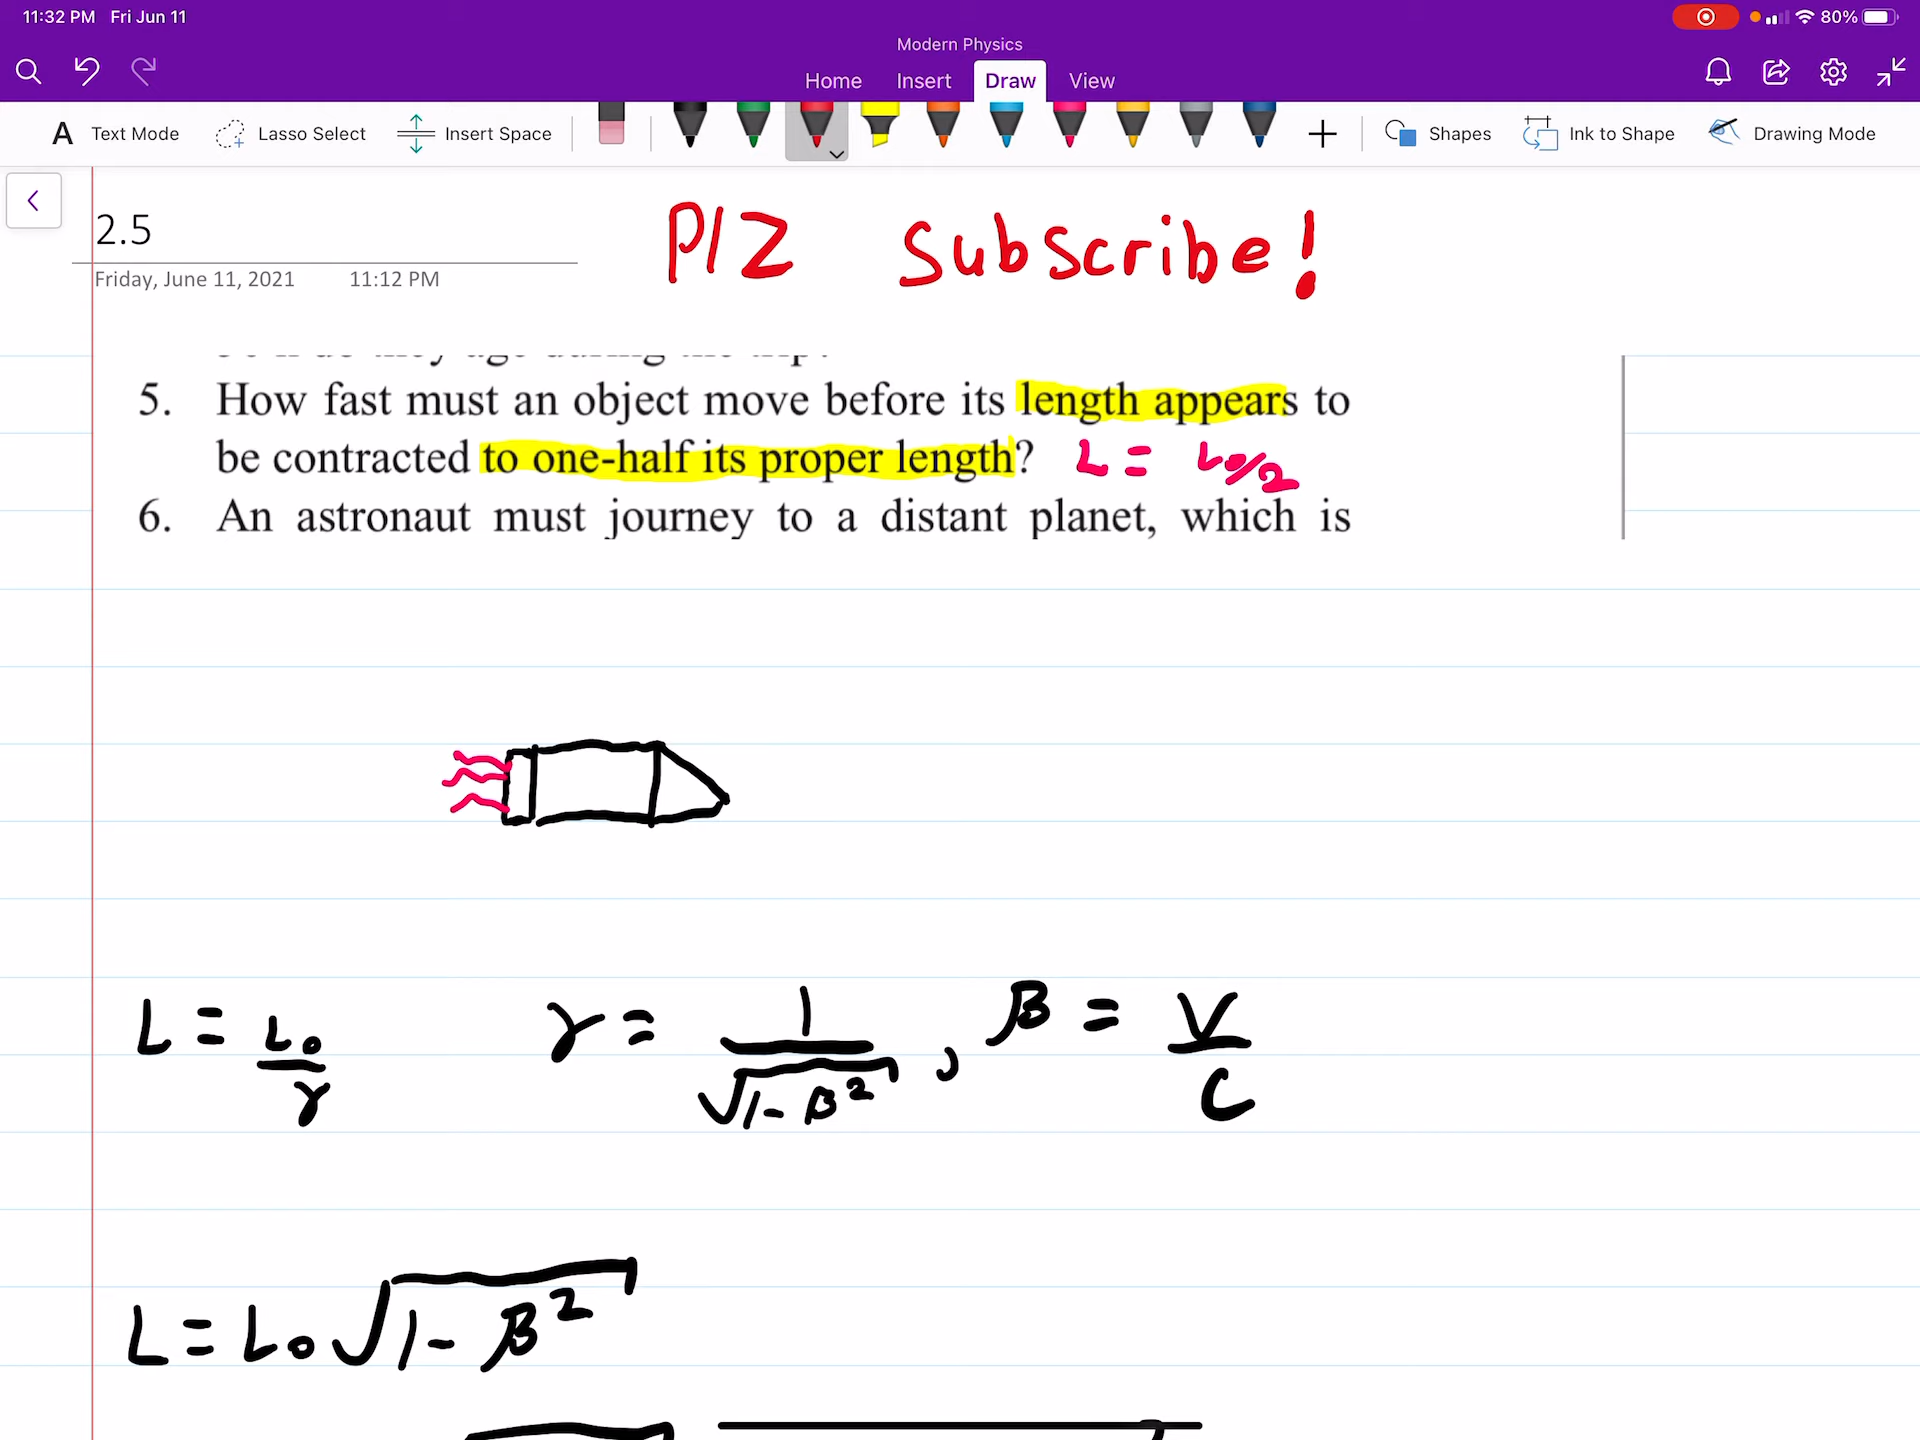 11:32 PM Fri Jun 11
80%
Modern Physics
Home Insert Draw View
A Text Mode Lasso Select Insert Space Shapes Ink to Shape Drawing Mode
2.5
Plz Subscribe!
Friday, June 11, 2021 11:12 PM
5. How fast must an object move before its length appears to
be contracted to one-half its proper length? L = L₀/2
6. An astronaut must journey to a distant planet, which is
L = L₀/γ γ = 1/√(1-β²) , β = v/c
L = L₀√(1-β²)